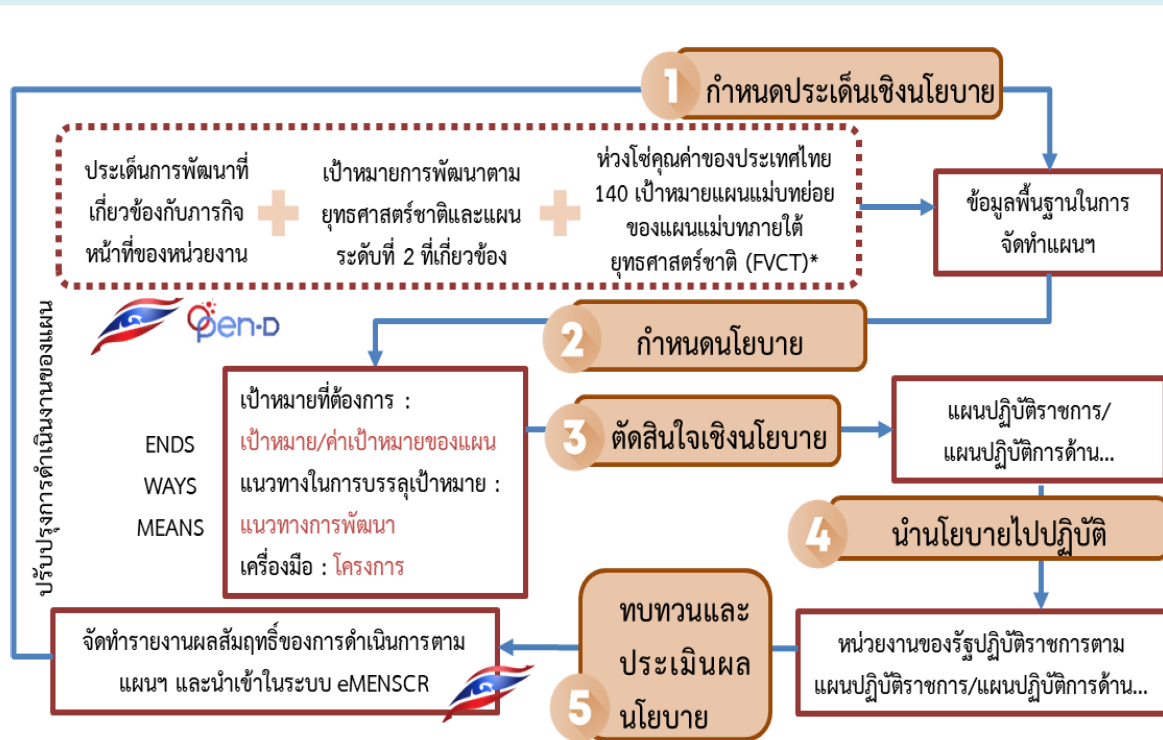 1 กำหนดประเด็นเชิงนโยบาย
ประเด็นการพัฒนาที่
เกี่ยวข้องกับภารกิจ
หน้าที่ของหน่วยงาน
เป้าหมายการพัฒนาตาม
ยุทธศาสตร์ชาติและแผน
ระดับที่ 2 ที่เกี่ยวข้อง
ห่วงโซ่คุณค่าของประเทศไทย
140 เป้าหมายแผนแม่บทย่อย
ของแผนแม่บทภายใต้
ยุทธศาสตร์ชาติ (FVCT)*
ข้อมูลพื้นฐานในการ
จัดทำแผนฯ
Open-D
2 กำหนดนโยบาย
เป้าหมายที่ต้องการ :
เป้าหมาย/ค่าเป้าหมายของแผน
แนวทางในการบรรลุเป้าหมาย :
แนวทางการพัฒนา
เครื่องมือ : โครงการ
ENDS
WAYS
MEANS
3 ตัดสินใจเชิงนโยบาย
แผนปฏิบัติราชการ/
แผนปฏิบัติการด้าน...
4 นำนโยบายไปปฏิบัติ
หน่วยงานของรัฐปฏิบัติราชการตาม
แผนปฏิบัติราชการ/แผนปฏิบัติการด้าน...
ทบทวนและ
ประเมินผล
5 นโยบาย
จัดทำรายงานผลสัมฤทธิ์ของการดำเนินการตาม
แผนฯ และนำเข้าในระบบ eMENSCR
ปรับปรุงการดำเนินงานของแผน